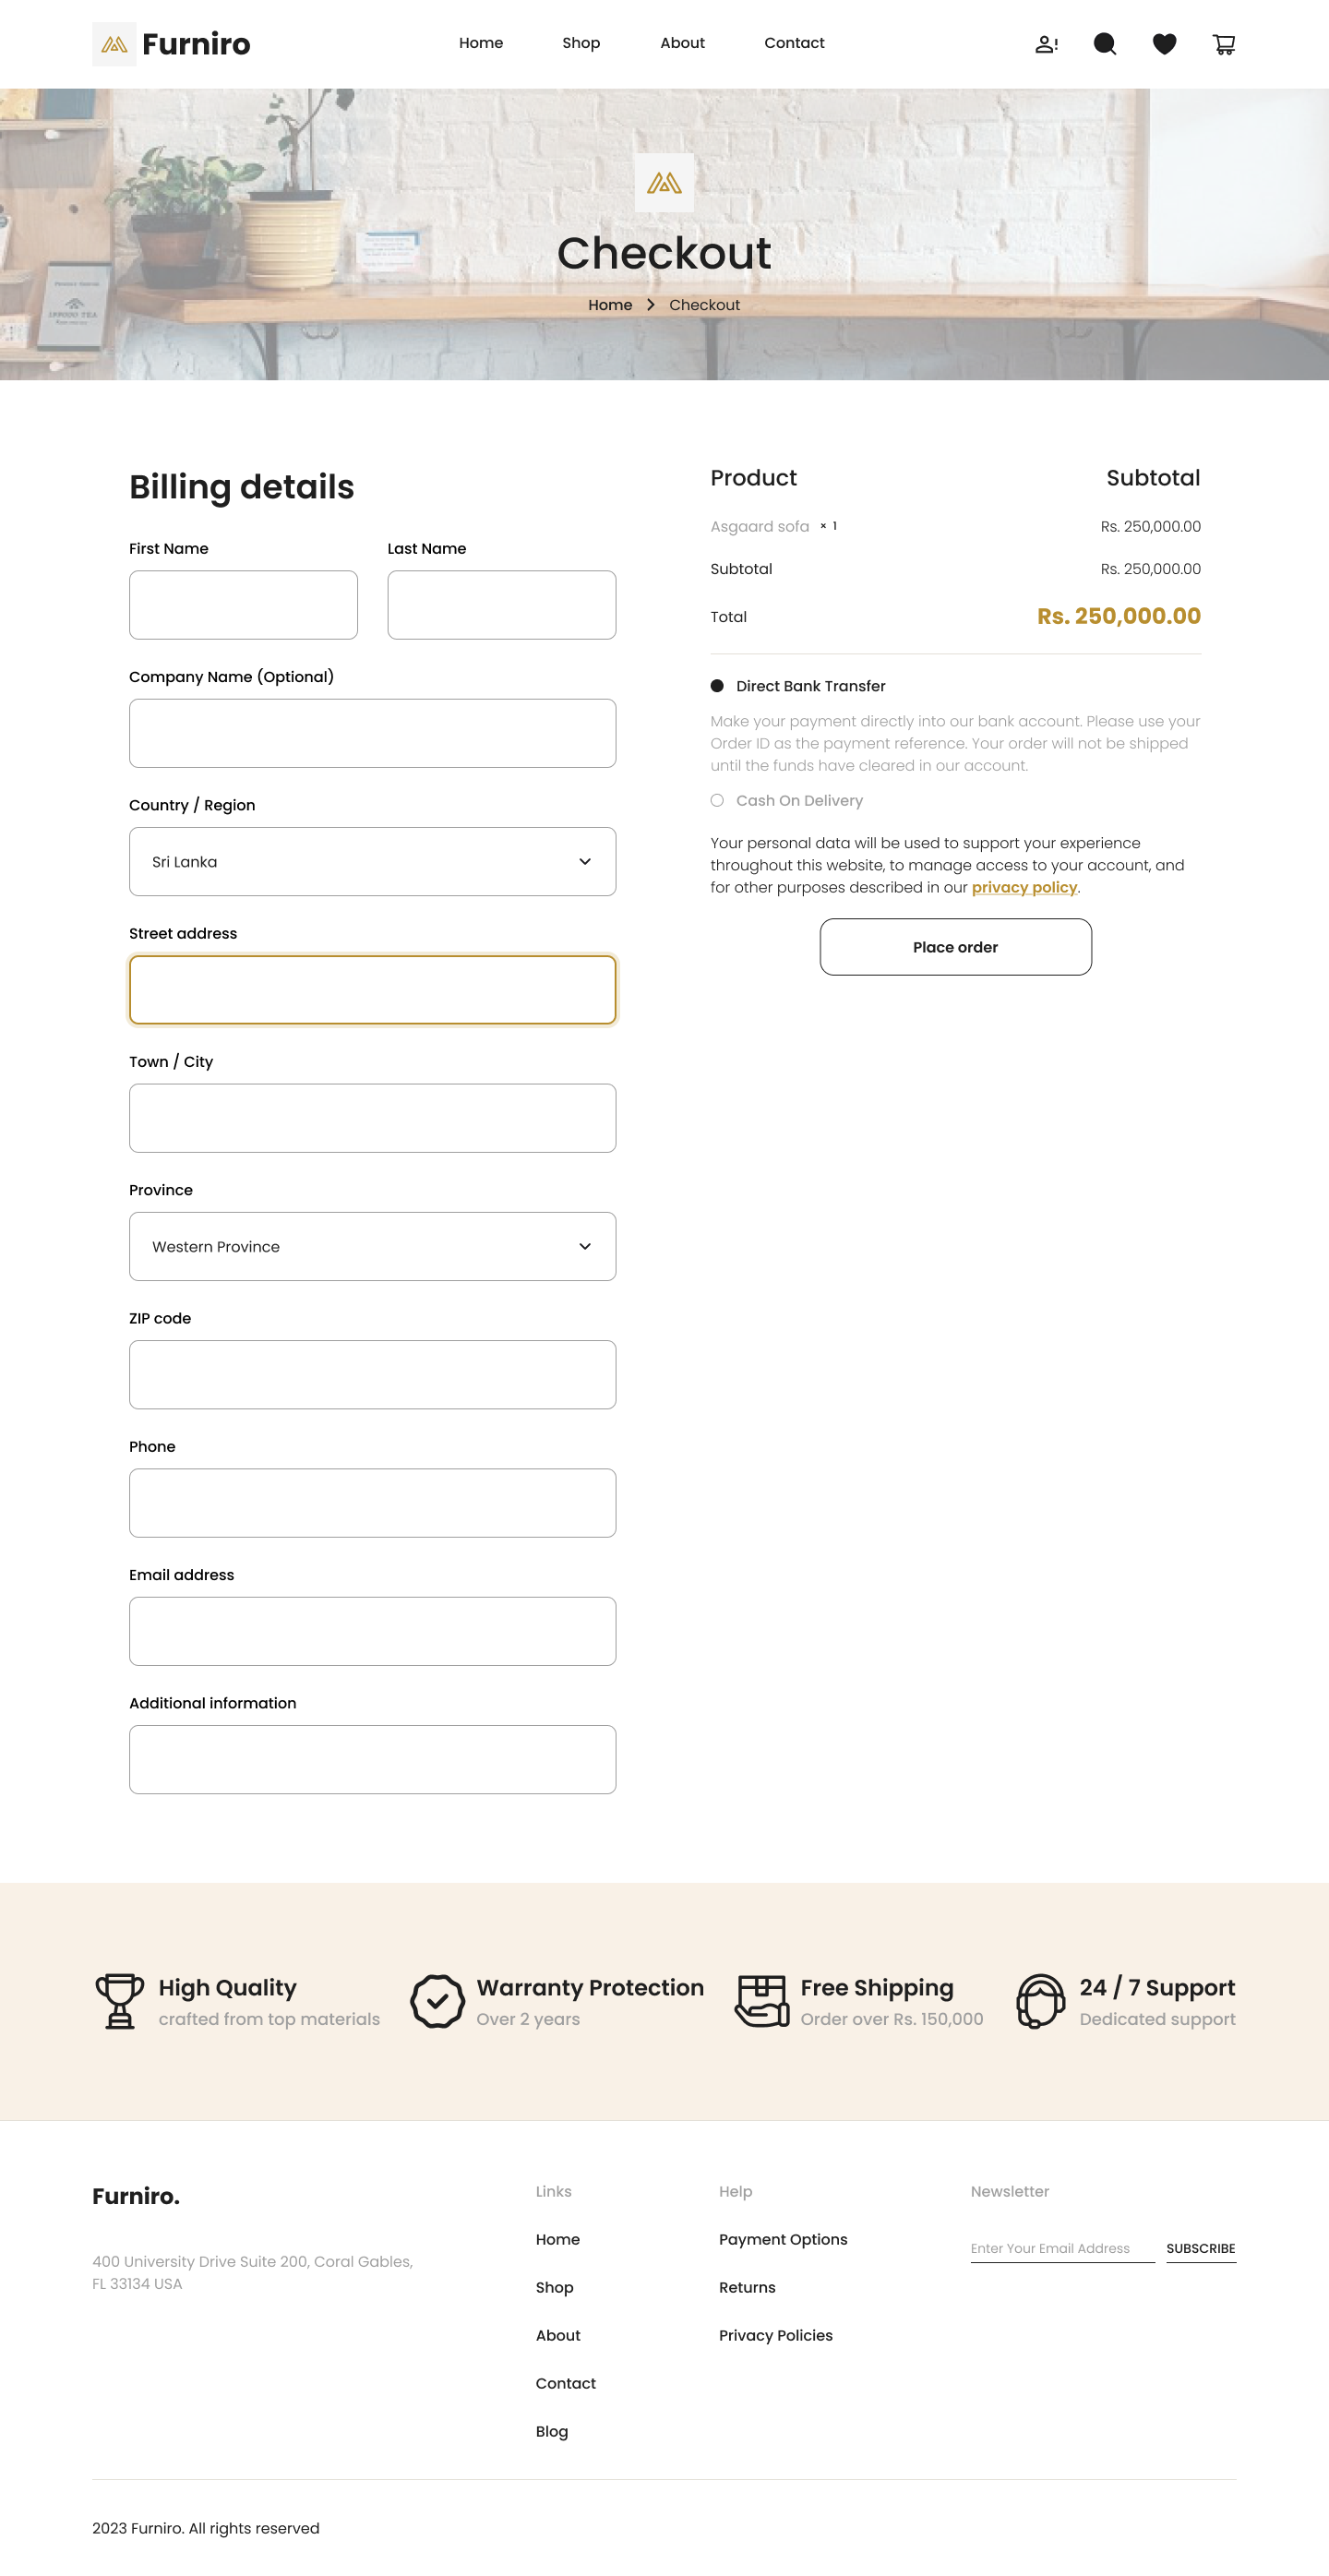 Furniro
Home
Shop
About
Contact
Checkout
Home
Checkout
Billing details
First Name
Last Name
Company Name (Optional)
Country / Region
Sri Lanka
Street address
Town / City
Province
Western Province
ZIP code
Phone
Email address
Additional information
Product
Subtotal
Asgaard sofa × 1
Rs. 250,000.00
Subtotal
Rs. 250,000.00
Total
Rs. 250,000.00
Direct Bank Transfer
Make your payment directly into our bank account. Please use your
Order ID as the payment reference. Your order will not be shipped
until the funds have cleared in our account.
Cash On Delivery
Your personal data will be used to support your experience
throughout this website, to manage access to your account, and
for other purposes described in our privacy policy.
Place order
High Quality
crafted from top materials
Warranty Protection
Over 2 years
Free Shipping
Order over Rs. 150,000
24 / 7 Support
Dedicated support
Furniro.
400 University Drive Suite 200, Coral Gables,
FL 33134 USA
Links
Home
Shop
About
Contact
Blog
Help
Payment Options
Returns
Privacy Policies
Newsletter
Enter Your Email Address
SUBSCRIBE
2023 Furniro. All rights reserved